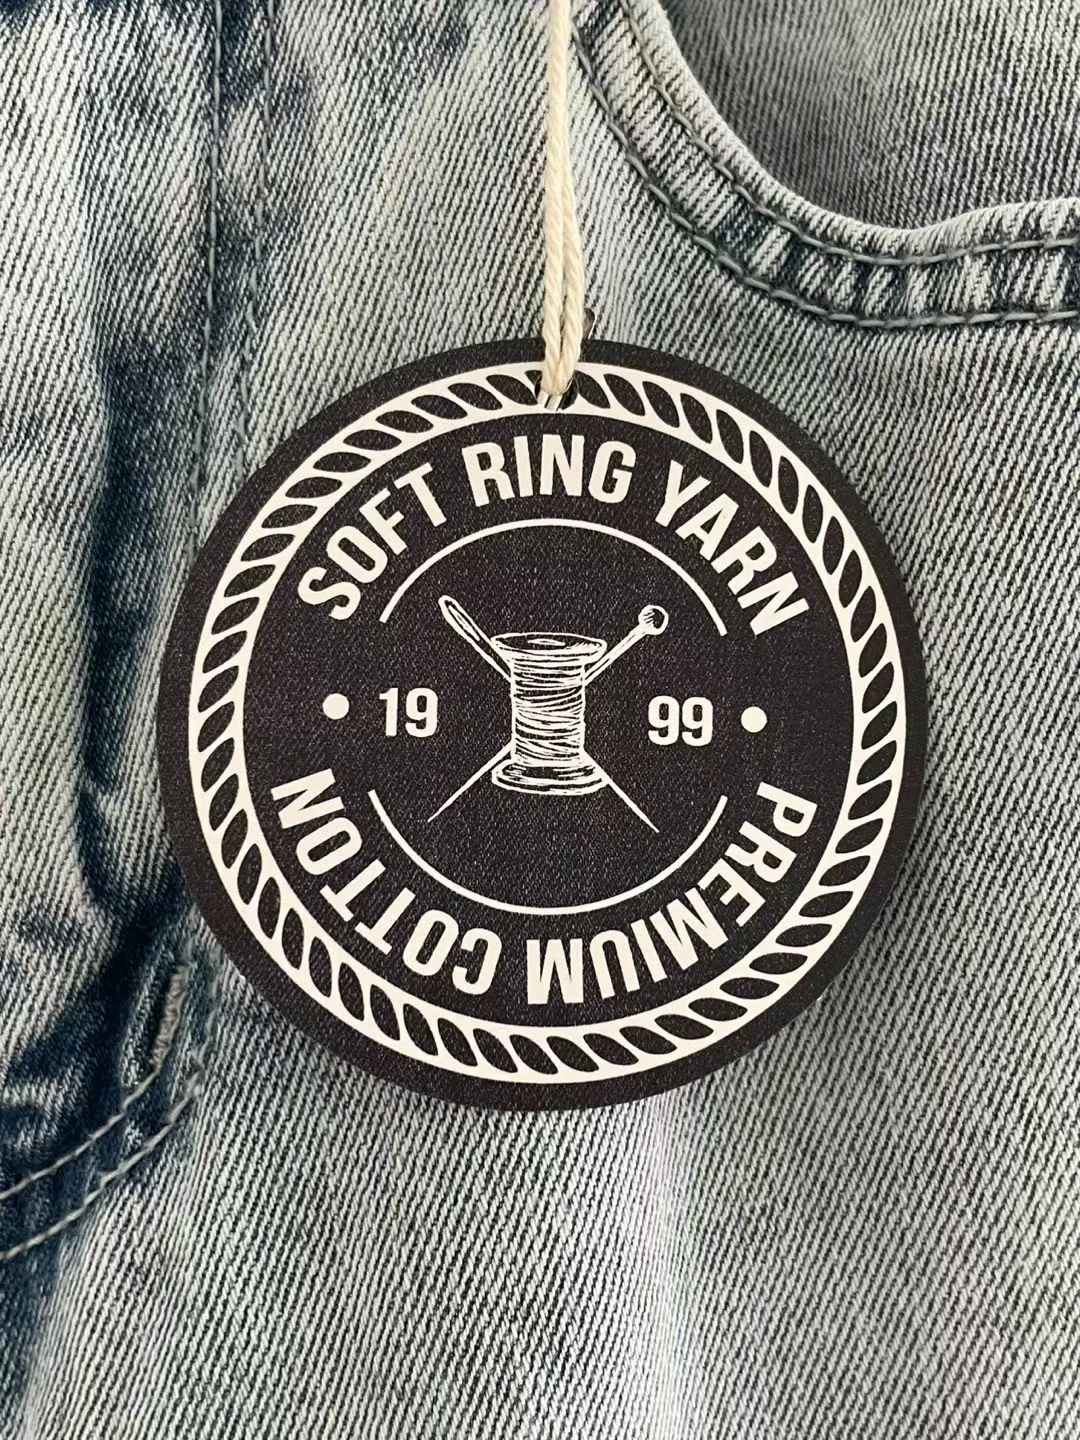 SOFT RING YARN
19 99
PREMIUM COTTON